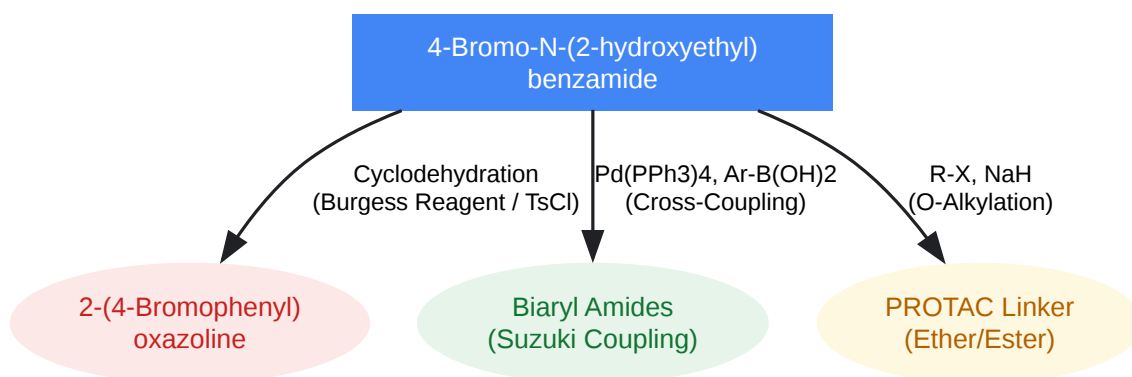 4-Bromo-N-(2-hydroxyethyl)
benzamide
Cyclodehydration
(Burgess Reagent / TsCl)
Pd(PPh3)4, Ar-B(OH)2
(Cross-Coupling)
R-X, NaH
(O-Alkylation)
2-(4-Bromophenyl)
oxazoline
Biaryl Amides
(Suzuki Coupling)
PROTAC Linker
(Ether/Ester)